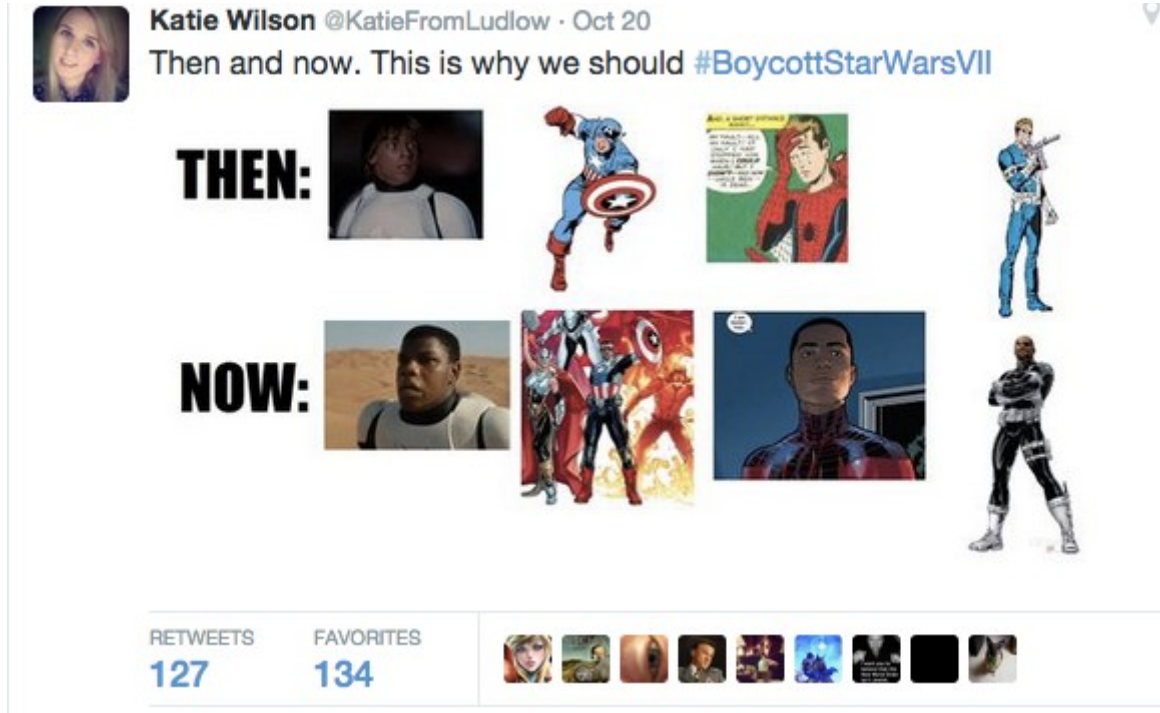 Katie Wilson @KatieFromLudlow · Oct 20
Then and now. This is why we should #BoycottStarWarsVII
THEN:
NOW:
RETWEETS
FAVORITES
127
134